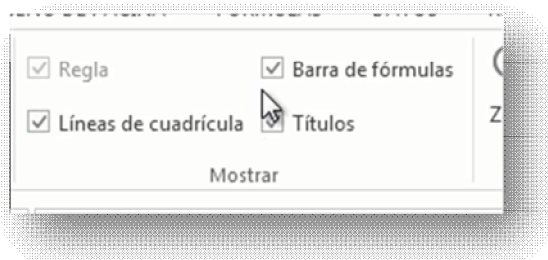 Regla Barra de fórmulas
Líneas de cuadrícula Títulos
Mostrar
Z